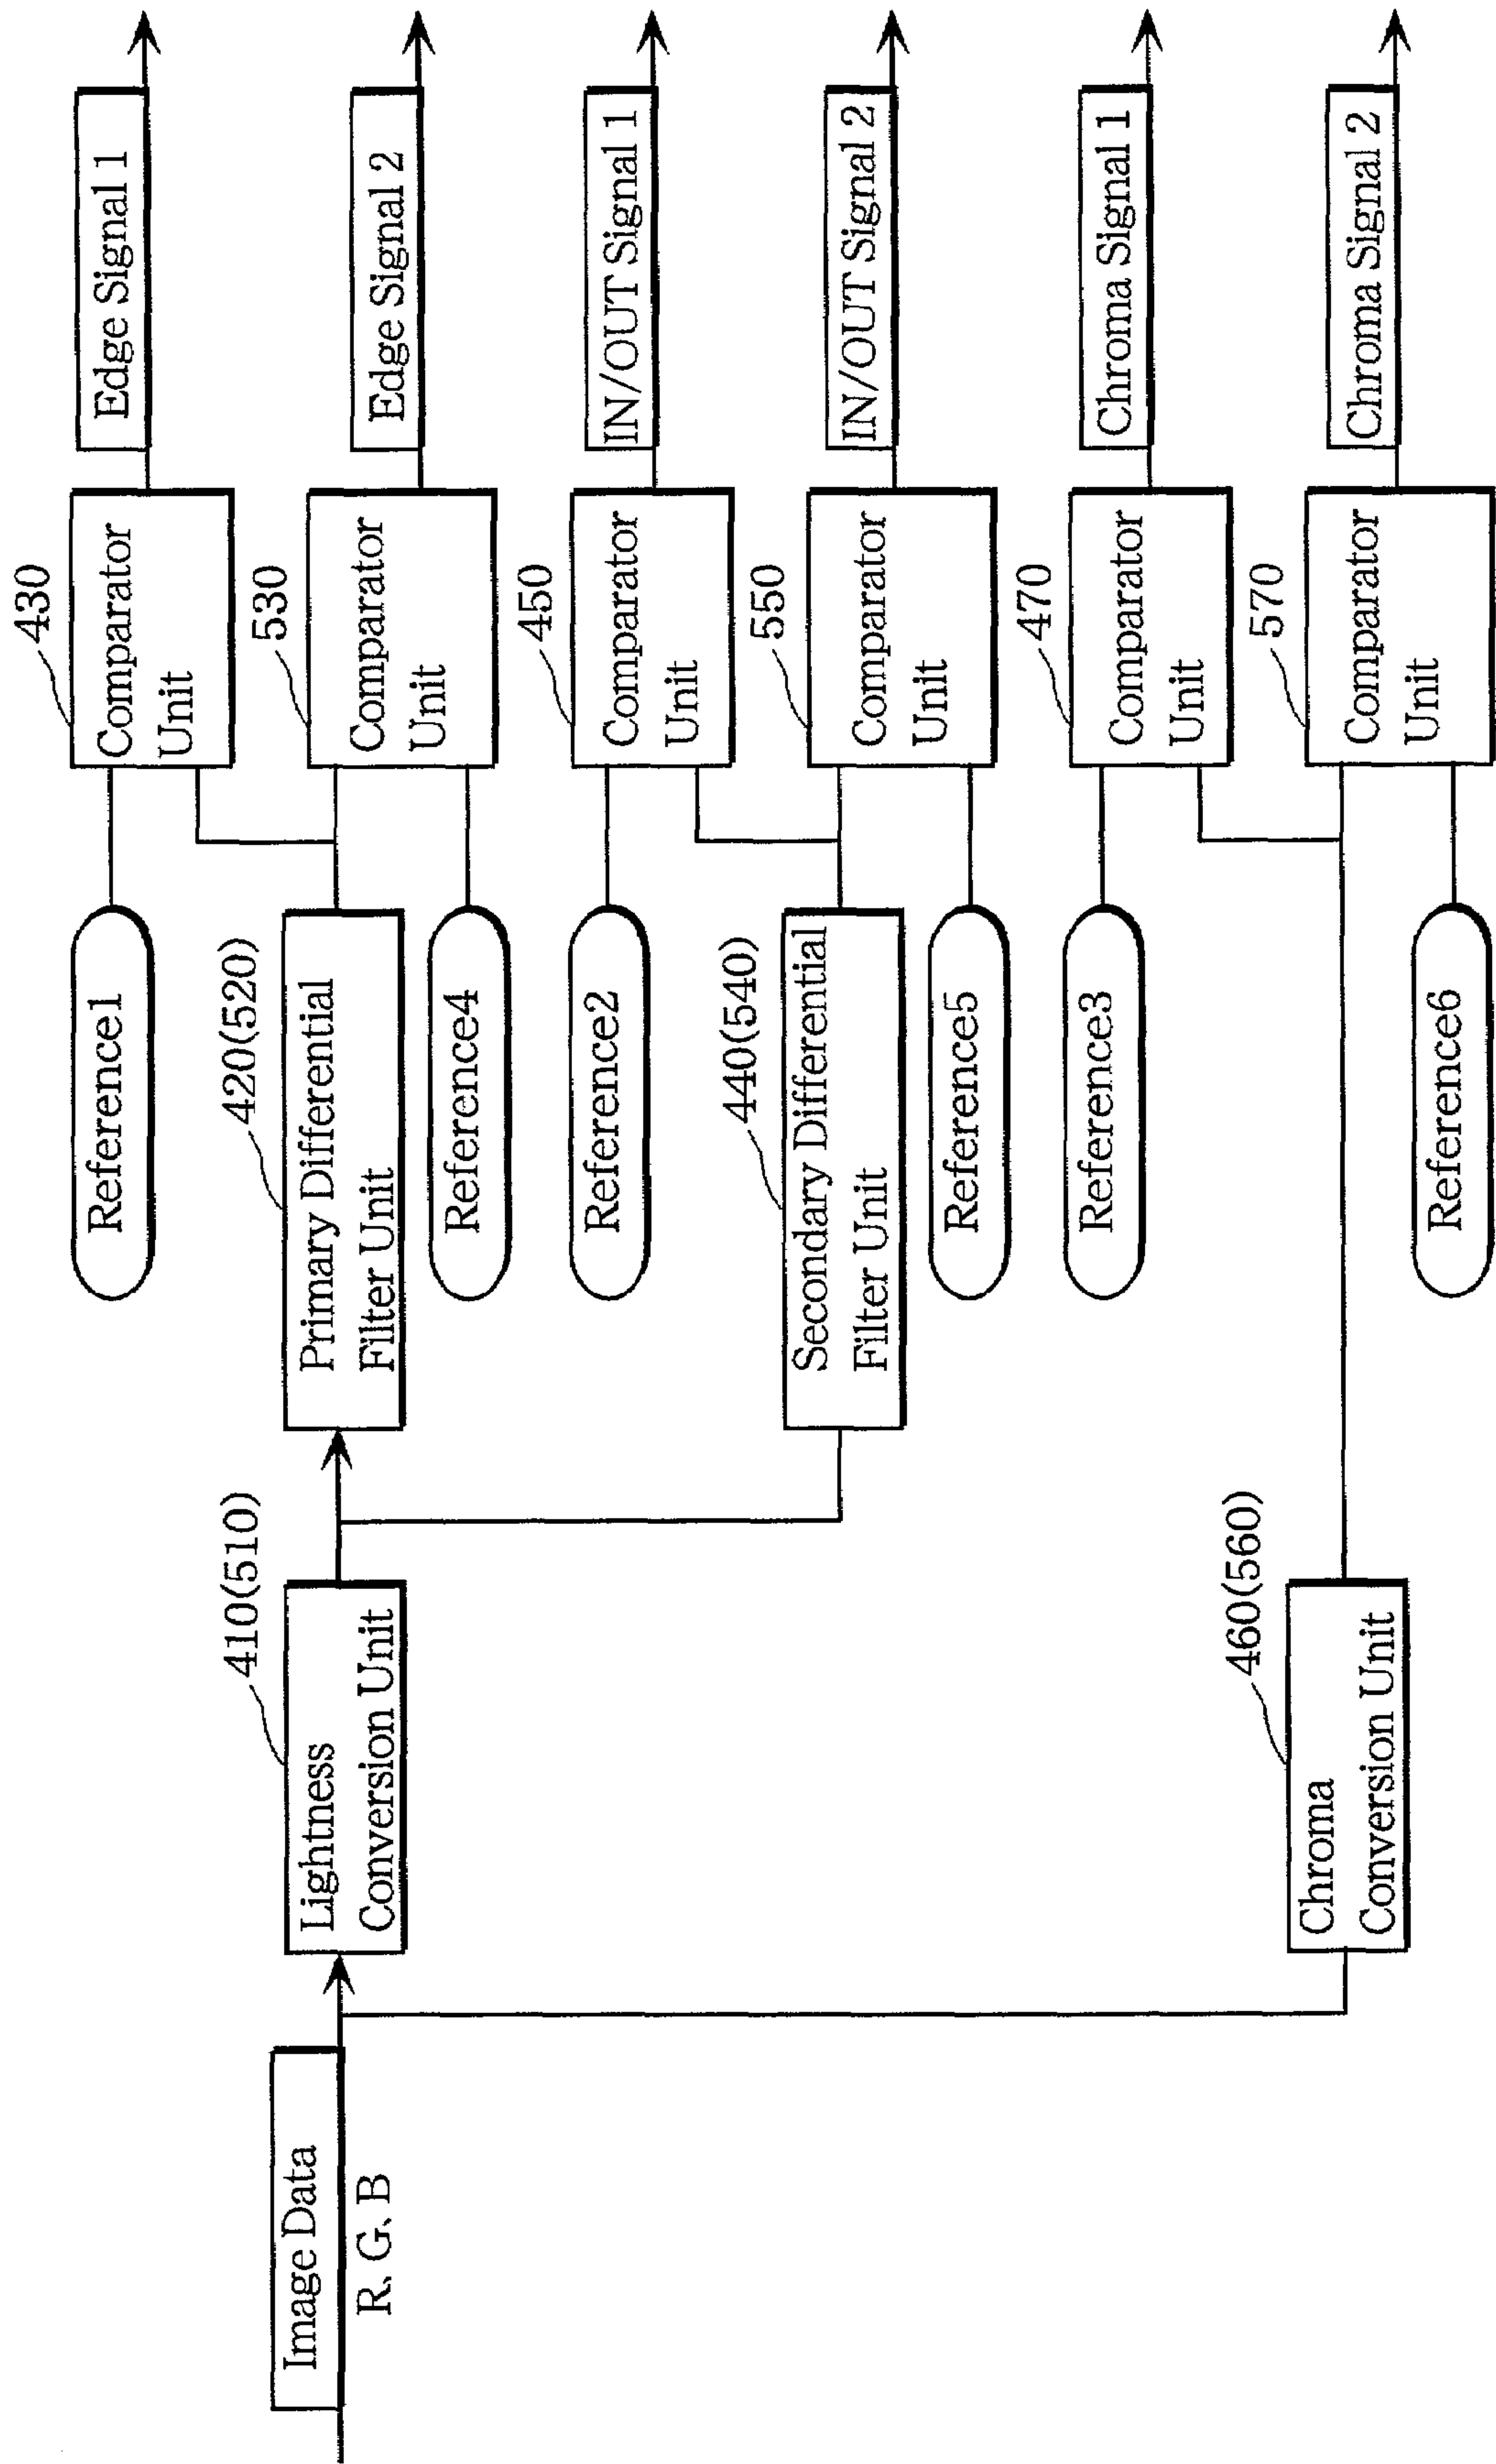 Image Data
R. G. B
410(510)
Lightness
Conversion Unit
460(560)
Chroma
Conversion Unit
Reference1
420(520)
Primary Differential
Filter Unit
Reference4
Reference2
440(540)
Secondary Differential
Filter Unit
Reference5
Reference3
Reference6
430
Comparator
Unit
530
Comparator
Unit
450
Comparator
Unit
550
Comparator
Unit
470
Comparator
Unit
570
Comparator
Unit
Edge Signal 1
Edge Signal 2
IN/OUT Signal 1
IN/OUT Signal 2
Chroma Signal 1
Chroma Signal 2